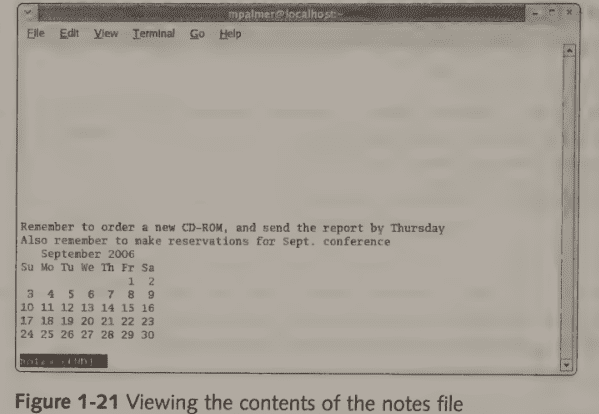 mpalmer@localhost:~
File Edit View Terminal Go Help
Remember to order a new CD-ROM, and send the report by Thursday
Also remember to make reservations for Sept. conference
September 2006
Su Mo Tu We Th Fr Sa
1 2
3 4 5 6 7 8 9
10 11 12 13 14 15 16
17 18 19 20 21 22 23
24 25 26 27 28 29 30
(END)
Figure 1-21 Viewing the contents of the notes file